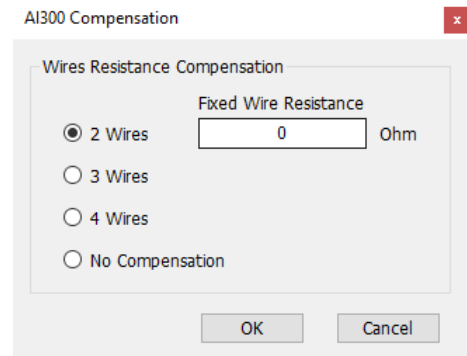 AI300 Compensation x
Wires Resistance Compensation
Fixed Wire Resistance
2 Wires 0 Ohm
3 Wires
4 Wires
No Compensation
OK Cancel